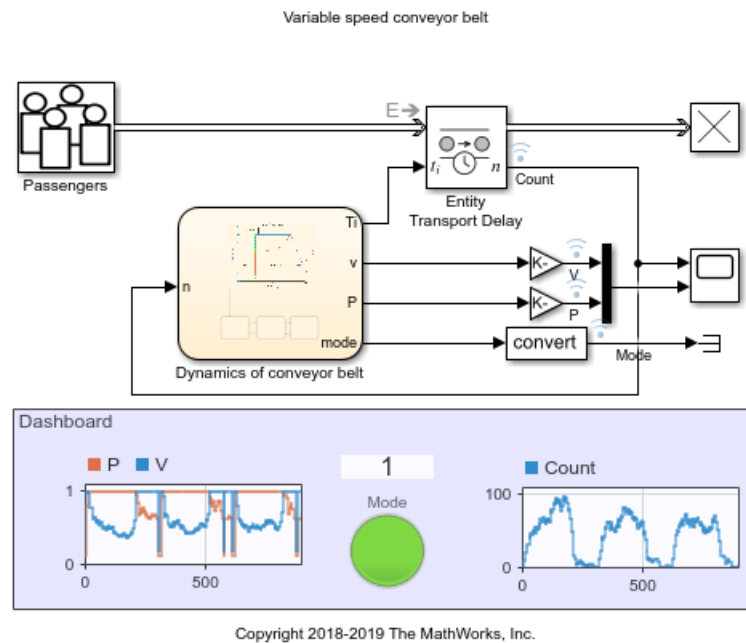 Variable speed conveyor belt
E
Passengers
ti n
Count
Entity
Transport Delay
Ti
v
K-
V
n
P
K-
P
mode
convert
Mode
Dynamics of conveyor belt
Dashboard
P V
1
Count
1
Mode
100
0
0
0 500
0 500
Copyright 2018-2019 The MathWorks, Inc.